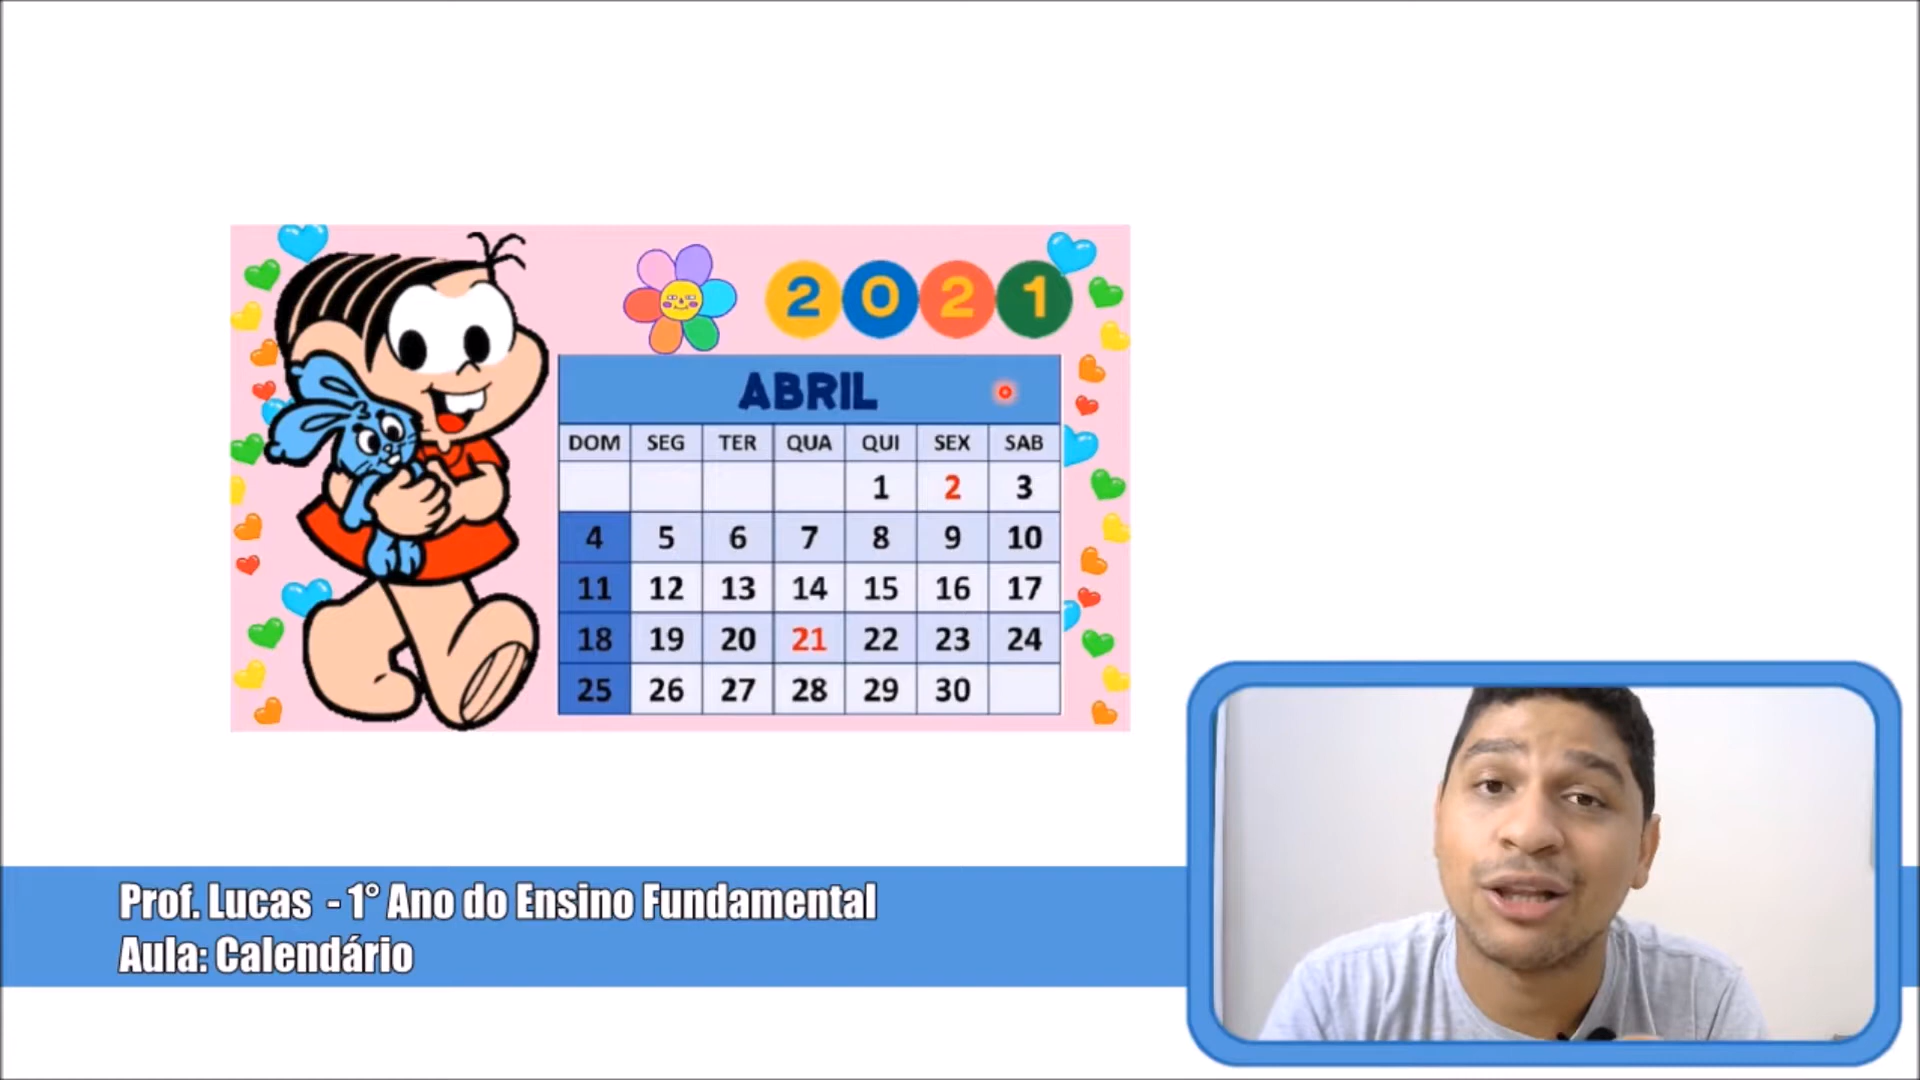 2021
ABRIL
DOM SEG TER QUA QUI SEX SAB
1 2 3
4 5 6 7 8 9 10
11 12 13 14 15 16 17
18 19 20 21 22 23 24
25 26 27 28 29 30
Prof. Lucas - 1° Ano do Ensino Fundamental
Aula: Calendário